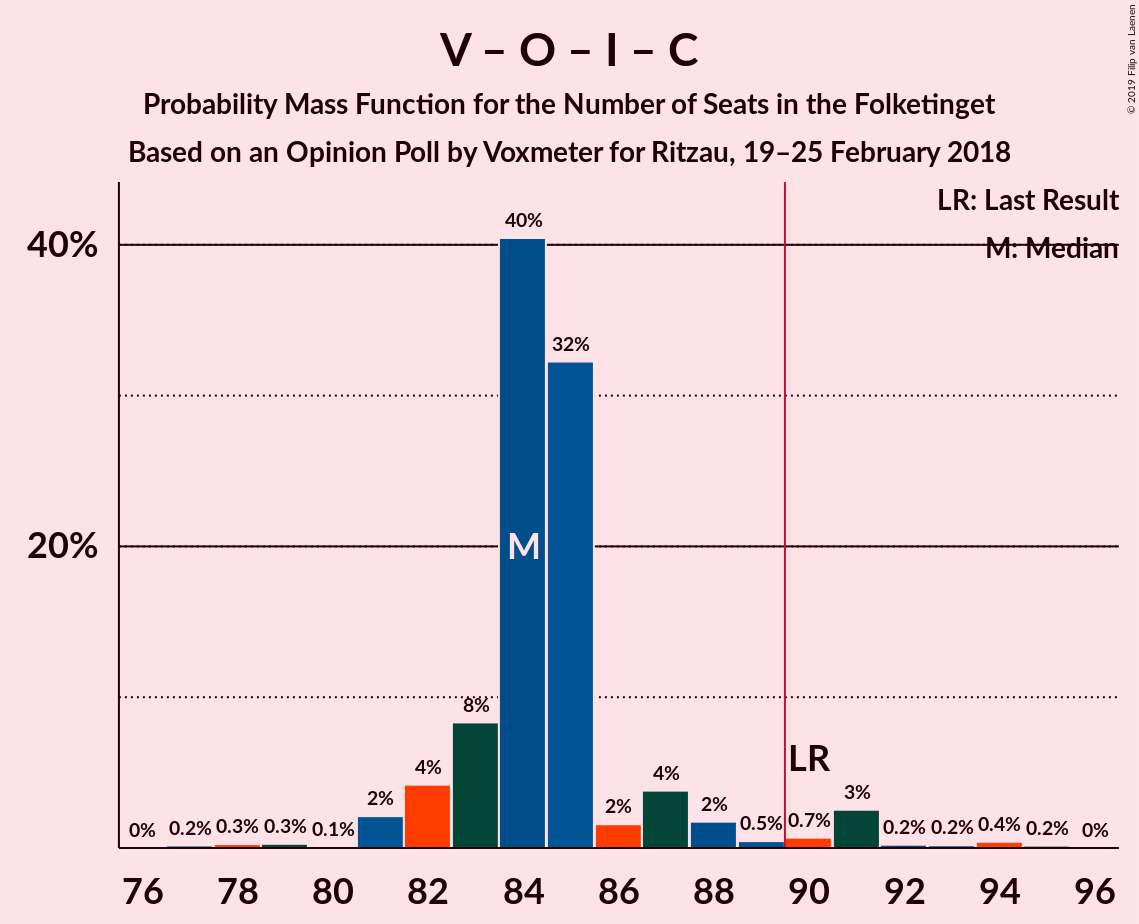 V – O – I – C
Probability Mass Function for the Number of Seats in the Folketinget
Based on an Opinion Poll by Voxmeter for Ritzau, 19–25 February 2018
© 2019 Filip van Laenen
LR: Last Result
M: Median
40%
20%
0%
0.2%
0.3%
0.3%
0.1%
2%
4%
8%
40%
32%
2%
4%
2%
0.5%
0.7%
3%
0.2%
0.2%
0.4%
0.2%
0%
M
LR
76 78 80 82 84 86 88 90 92 94 96